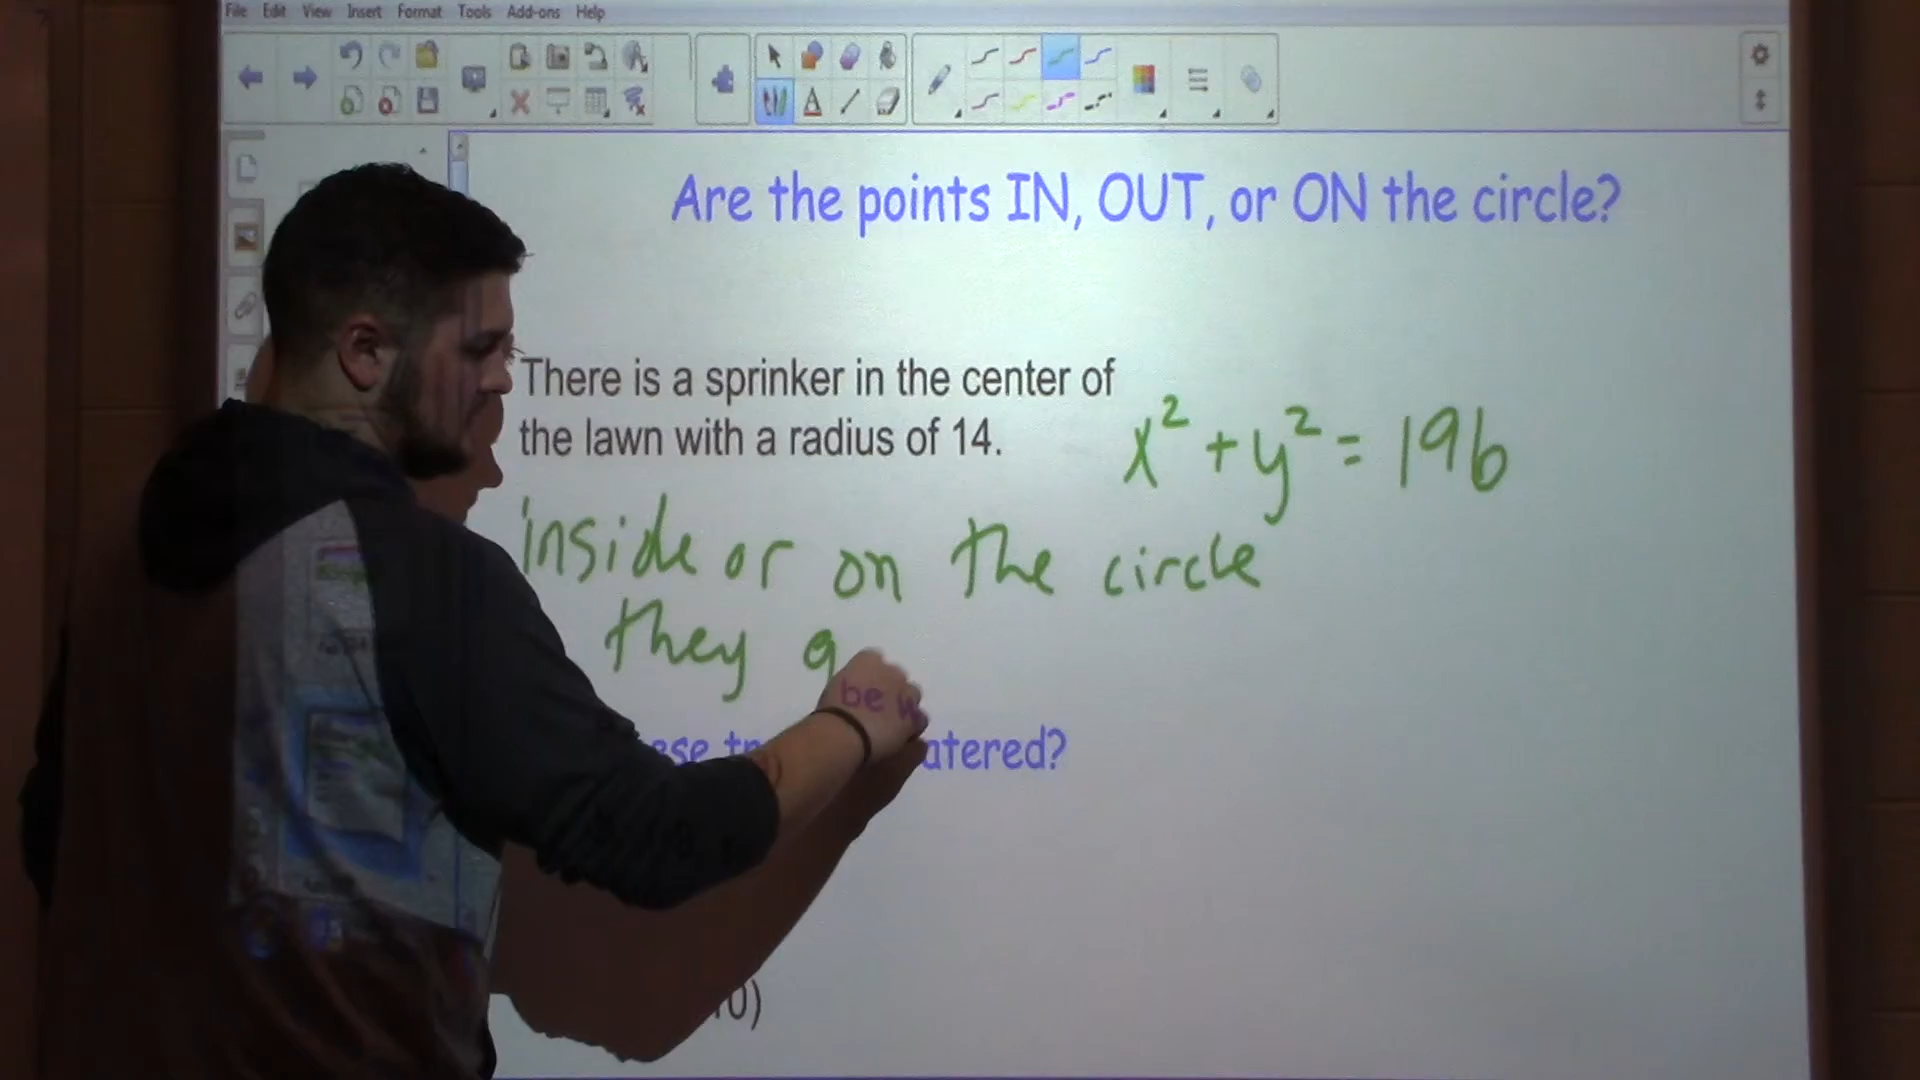 File Edit View Insert Format Tools Add-ons Help
Are the points IN, OUT, or ON the circle?
There is a sprinker in the center of
the lawn with a radius of 14.
x² + y² = 196
inside or on the circle
they g
be w
atered?
0)